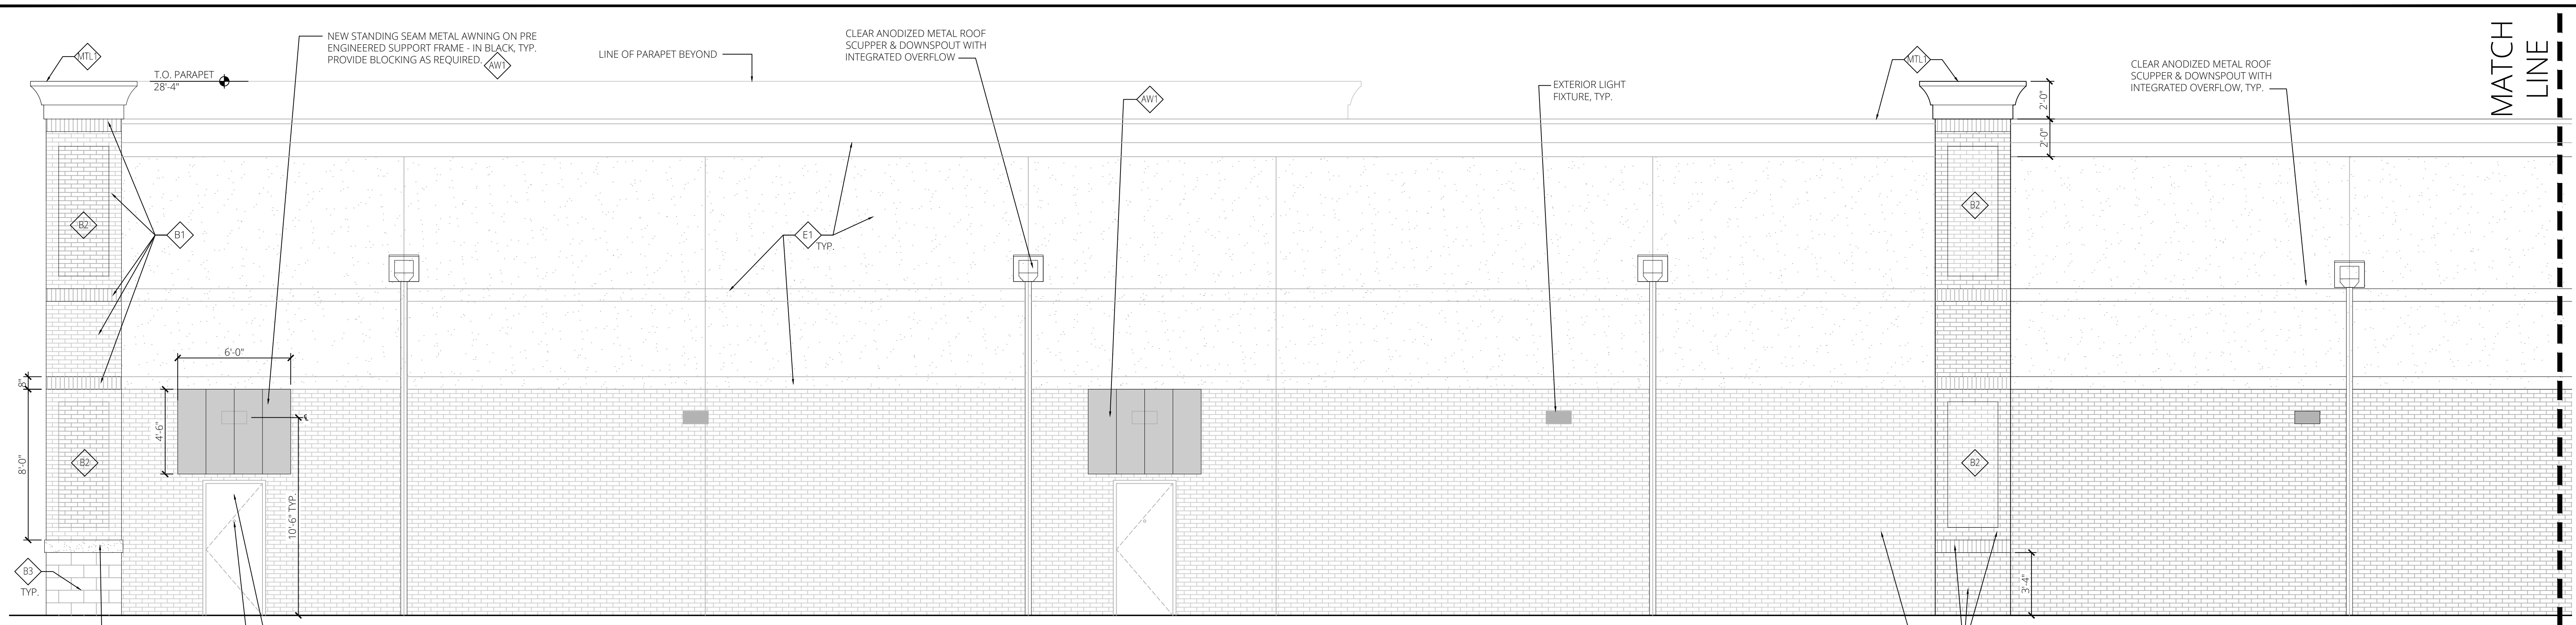 MTL1
T.O. PARAPET
28'-4"
NEW STANDING SEAM METAL AWNING ON PRE
ENGINEERED SUPPORT FRAME - IN BLACK, TYP.
PROVIDE BLOCKING AS REQUIRED.
AW1
LINE OF PARAPET BEYOND
CLEAR ANODIZED METAL ROOF
SCUPPER & DOWNSPOUT WITH
INTEGRATED OVERFLOW
AW1
EXTERIOR LIGHT
FIXTURE, TYP.
MTL1
2'-0"
2'-0"
CLEAR ANODIZED METAL ROOF
SCUPPER & DOWNSPOUT WITH
INTEGRATED OVERFLOW, TYP.
MATCH
LINE
B2
B1
E1
TYP.
B2
6'-0"
8"
4'-6"
8'-0"
B2
℄
10'-6" TYP.
B2
B3
TYP.
3'-4"